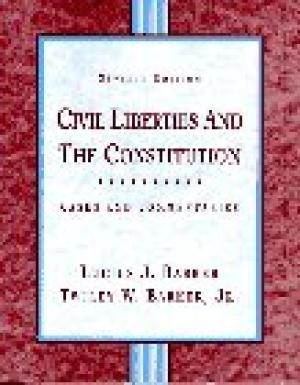 CIVIL LIBERTIES AND
THE CONSTITUTION
CASES AND COMMENTARIES
LUCIUS J. BARKER
TWILEY W. BARKER, JR.